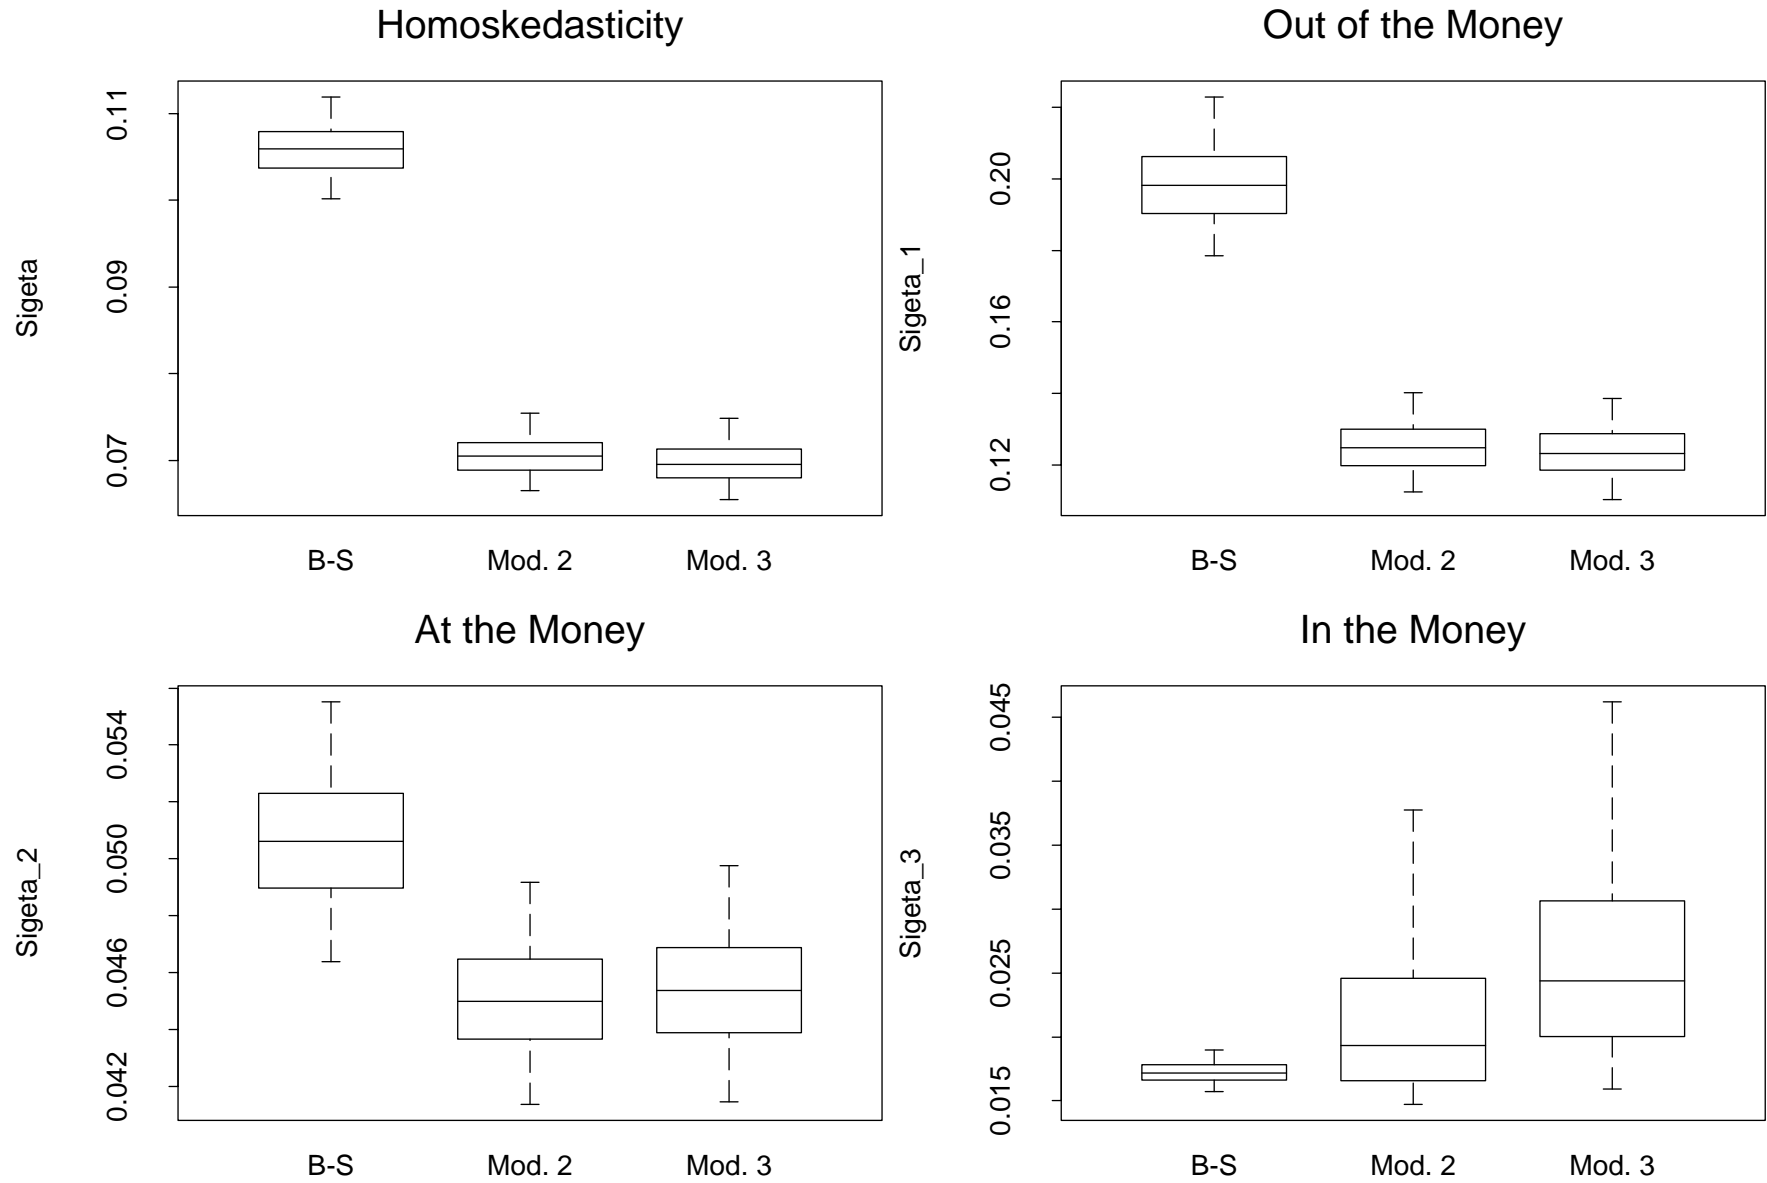 Homoskedasticity
Sigeta
0.11
0.09
0.07
B-S Mod. 2 Mod. 3
Out of the Money
Sigeta_1
0.20
0.16
0.12
B-S Mod. 2 Mod. 3
At the Money
Sigeta_2
0.054
0.050
0.046
0.042
B-S Mod. 2 Mod. 3
In the Money
Sigeta_3
0.045
0.035
0.025
0.015
B-S Mod. 2 Mod. 3